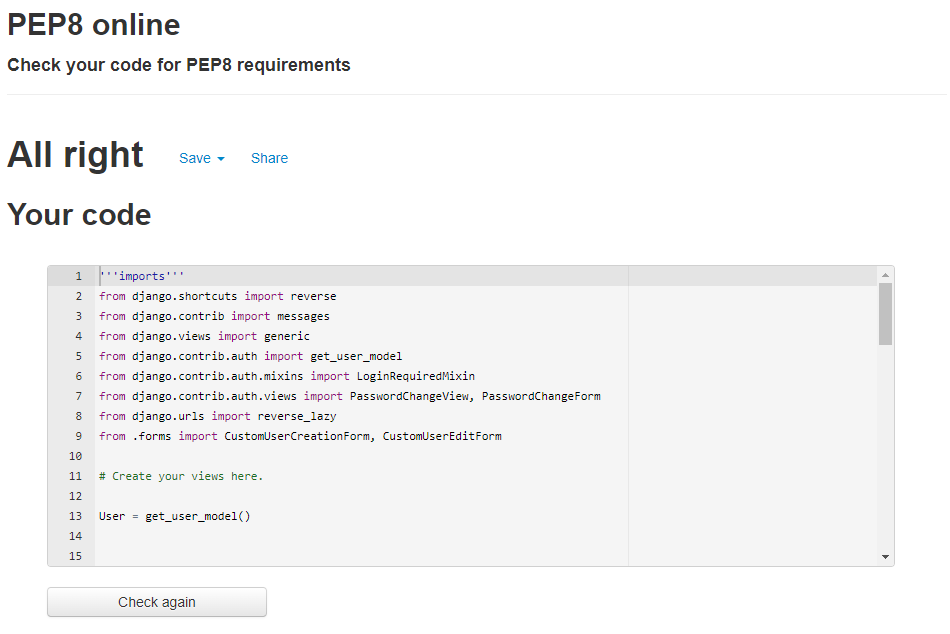 PEP8 online
Check your code for PEP8 requirements
All right Save Share
Your code
1 '''imports'''
2 from django.shortcuts import reverse
3 from django.contrib import messages
4 from django.views import generic
5 from django.contrib.auth import get_user_model
6 from django.contrib.auth.mixins import LoginRequiredMixin
7 from django.contrib.auth.views import PasswordChangeView, PasswordChangeForm
8 from django.urls import reverse_lazy
9 from .forms import CustomUserCreationForm, CustomUserEditForm
10
11 # Create your views here.
12
13 User = get_user_model()
14
15
Check again